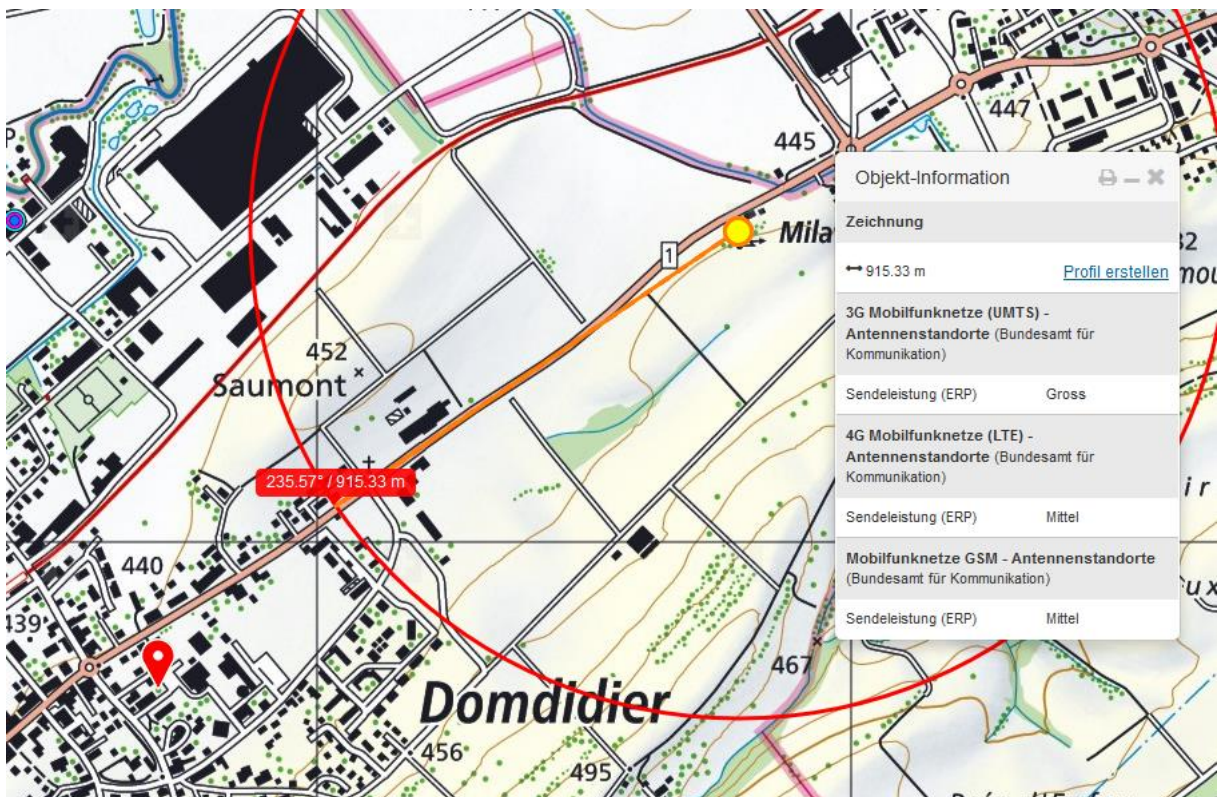 447
445
Objekt-Information
Zeichnung
Mila
1
915.33 m
Profil erstellen
3G Mobilfunknetze (UMTS) -
Antennenstandorte (Bundesamt für
Kommunikation)
452
Saumont
Sendeleistung (ERP) Gross
4G Mobilfunknetze (LTE) -
Antennenstandorte (Bundesamt für
Kommunikation)
235.57° / 915.33 m
Sendeleistung (ERP) Mittel
440
Mobilfunknetze GSM - Antennenstandorte
(Bundesamt für Kommunikation)
439
Sendeleistung (ERP) Mittel
467
Domdidier
456
495